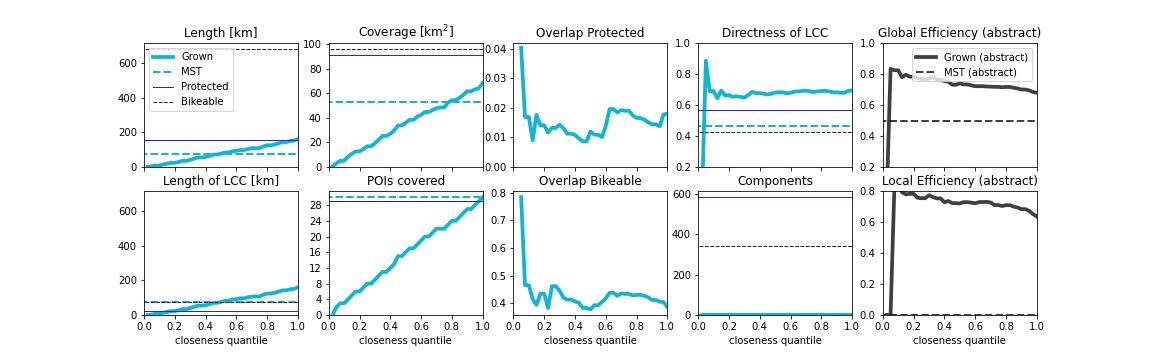 Length [km]
Coverage [km²]
Overlap Protected
Directness of LCC
Global Efficiency (abstract)
600
400
200
0
Grown
MST
Protected
Bikeable
100
80
60
40
20
0
0.04
0.03
0.02
0.01
0.00
1.0
0.8
0.6
0.4
0.2
1.0
0.8
0.6
0.4
0.2
Grown (abstract)
MST (abstract)
Length of LCC [km]
POIs covered
Overlap Bikeable
Components
Local Efficiency (abstract)
600
400
200
0
28
24
20
16
12
8
4
0
0.8
0.7
0.6
0.5
0.4
600
400
200
0
0.8
0.6
0.4
0.2
0.0
0.0 0.2 0.4 0.6 0.8 1.0
0.0 0.2 0.4 0.6 0.8 1.0
0.0 0.2 0.4 0.6 0.8 1.0
0.0 0.2 0.4 0.6 0.8 1.0
0.0 0.2 0.4 0.6 0.8 1.0
closeness quantile
closeness quantile
closeness quantile
closeness quantile
closeness quantile